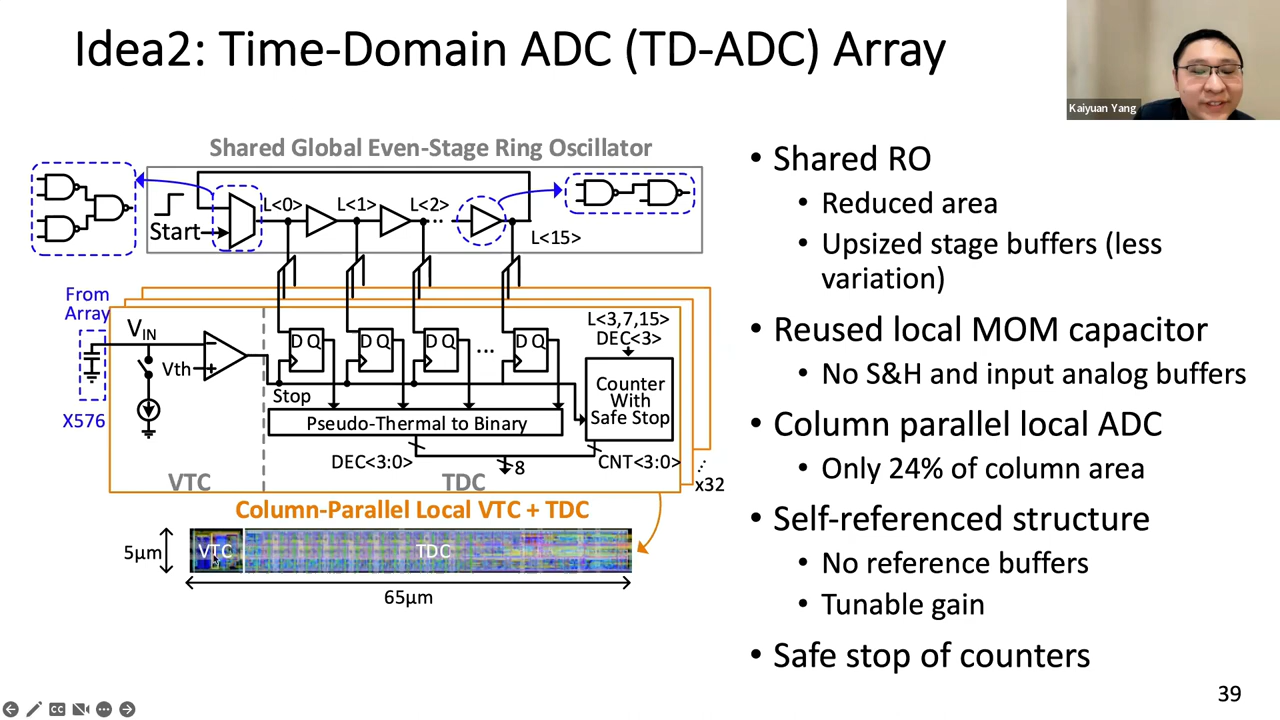 Idea2: Time-Domain ADC (TD-ADC) Array
Kaiyuan Yang
Shared Global Even-Stage Ring Oscillator
Start
L<0>
L<1>
L<2>
...
L<15>
From
Array
X576
V_IN
Vth
Stop
D Q
D Q
D Q
...
D Q
L<3,7,15>
DEC<3>
Counter
With
Safe Stop
Pseudo-Thermal to Binary
DEC<3:0>
8
CNT<3:0>
VTC
TDC
x32
Column-Parallel Local VTC + TDC
5μm
VTC
TDC
65μm
• Shared RO
• Reduced area
• Upsized stage buffers (less
variation)
• Reused local MOM capacitor
• No S&H and input analog buffers
• Column parallel local ADC
• Only 24% of column area
• Self-referenced structure
• No reference buffers
• Tunable gain
• Safe stop of counters
39
CC